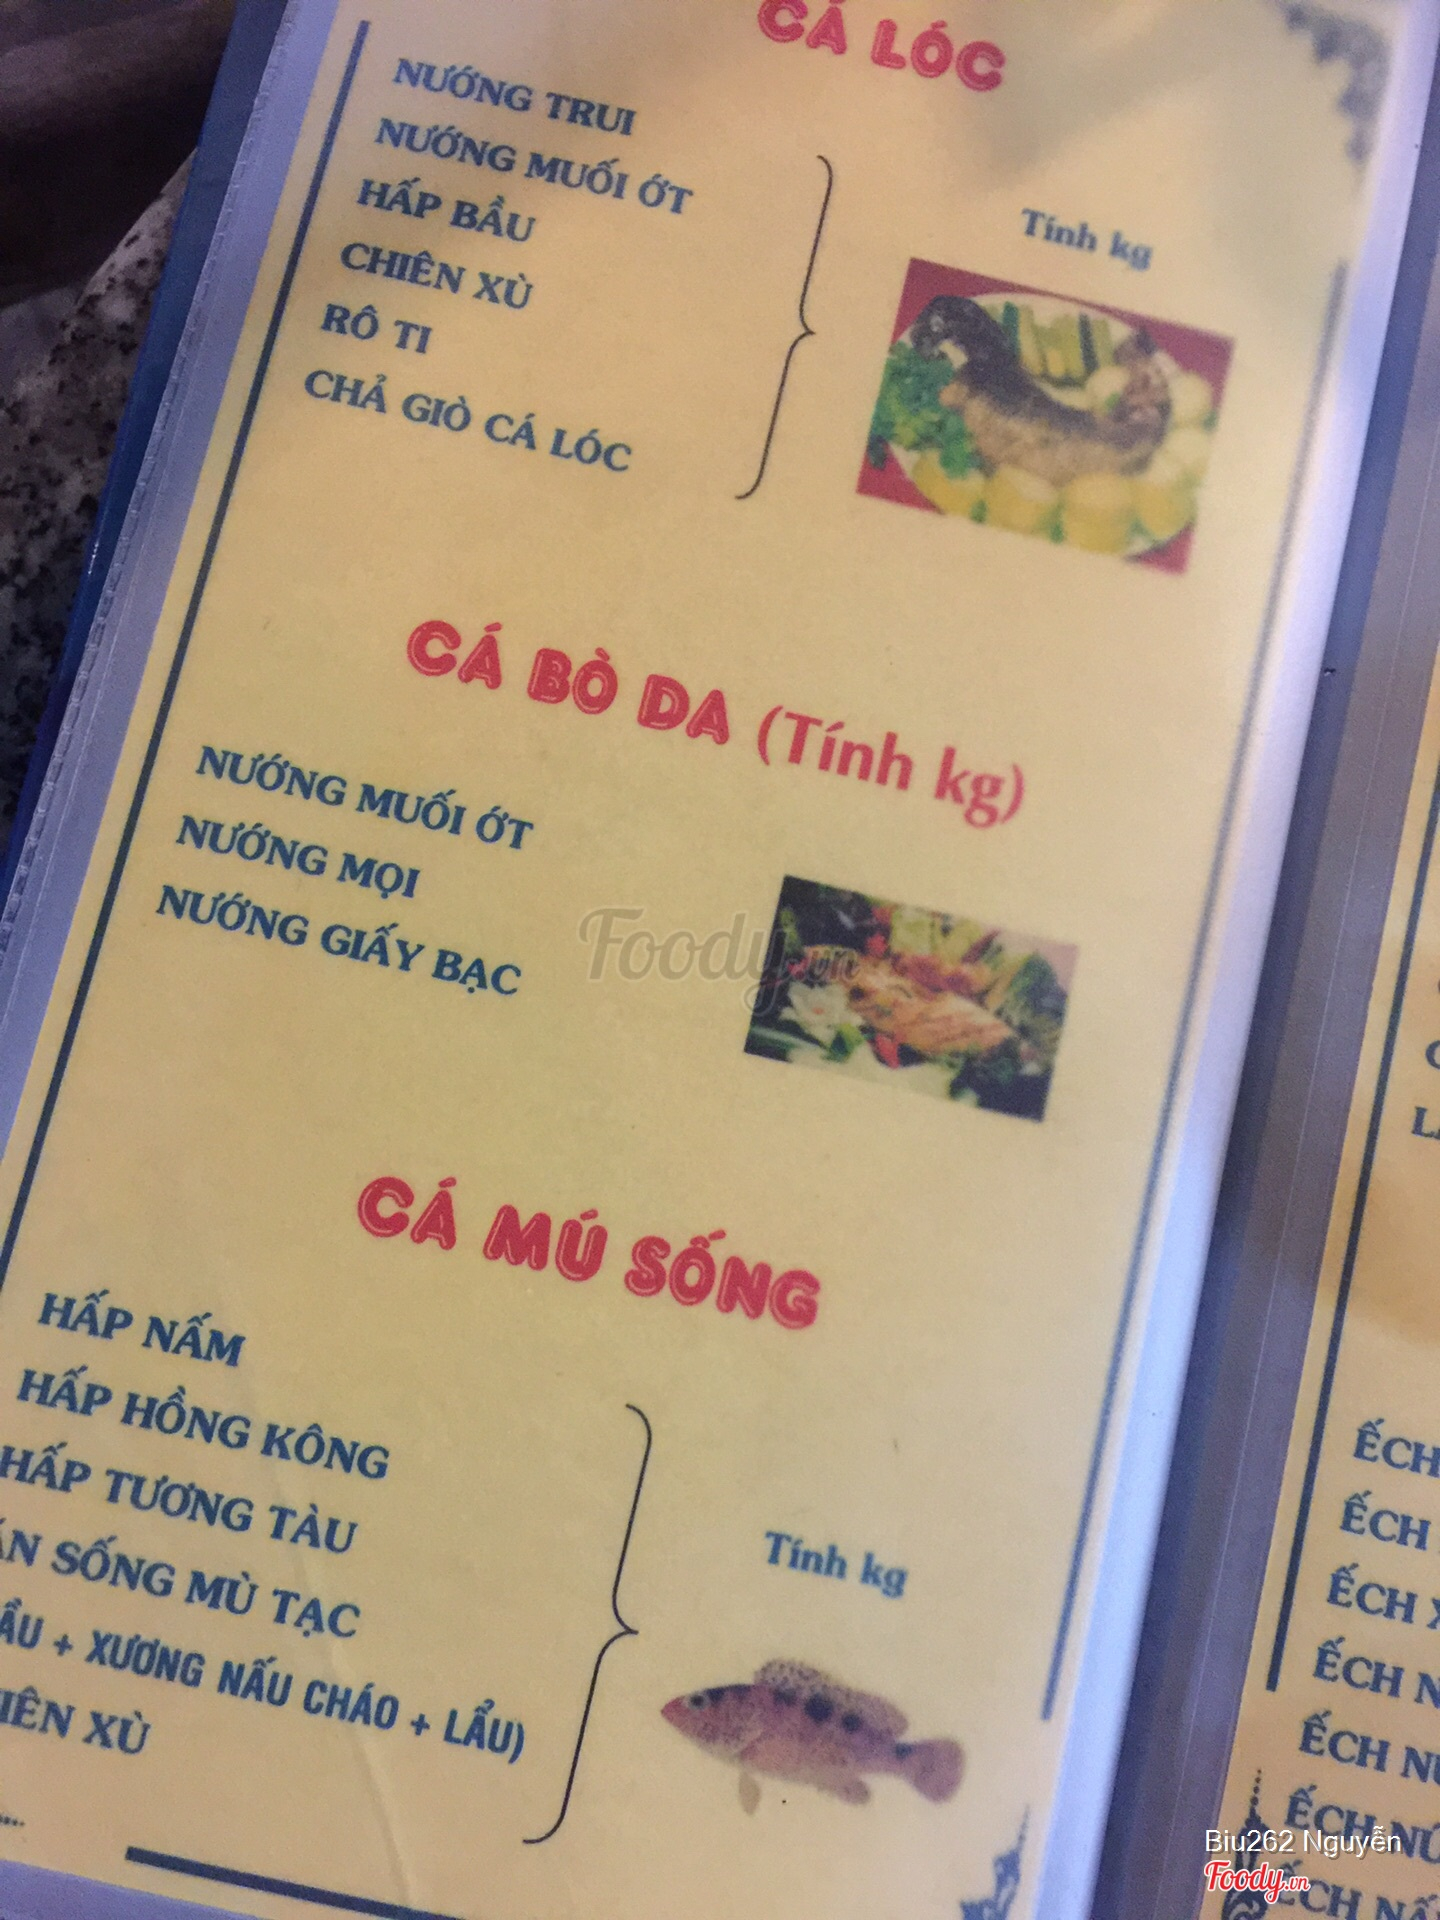 CÁ LÓC
NƯỚNG TRUI
NƯỚNG MUỐI ỚT
HẤP BẦU
CHIÊN XÙ
RÔ TI
CHẢ GIÒ CÁ LÓC
Tính kg
CÁ BÒ DA (Tính kg)
NƯỚNG MUỐI ỚT
NƯỚNG MỌI
NƯỚNG GIẤY BẠC
Foody.vn
CÁ MÚ SỐNG
HẤP NẤM
HẤP HỒNG KÔNG
HẤP TƯƠNG TÀU
SỐNG MÙ TẠC
+ XƯƠNG NẤU CHÁO + LẨU)
XÙ
Tính kg
ẾCH
ẾCH
ẾCH
ẾCH
ẾCH
ẾCH
ẾCH
Biu262 Nguyễn
Foody.vn